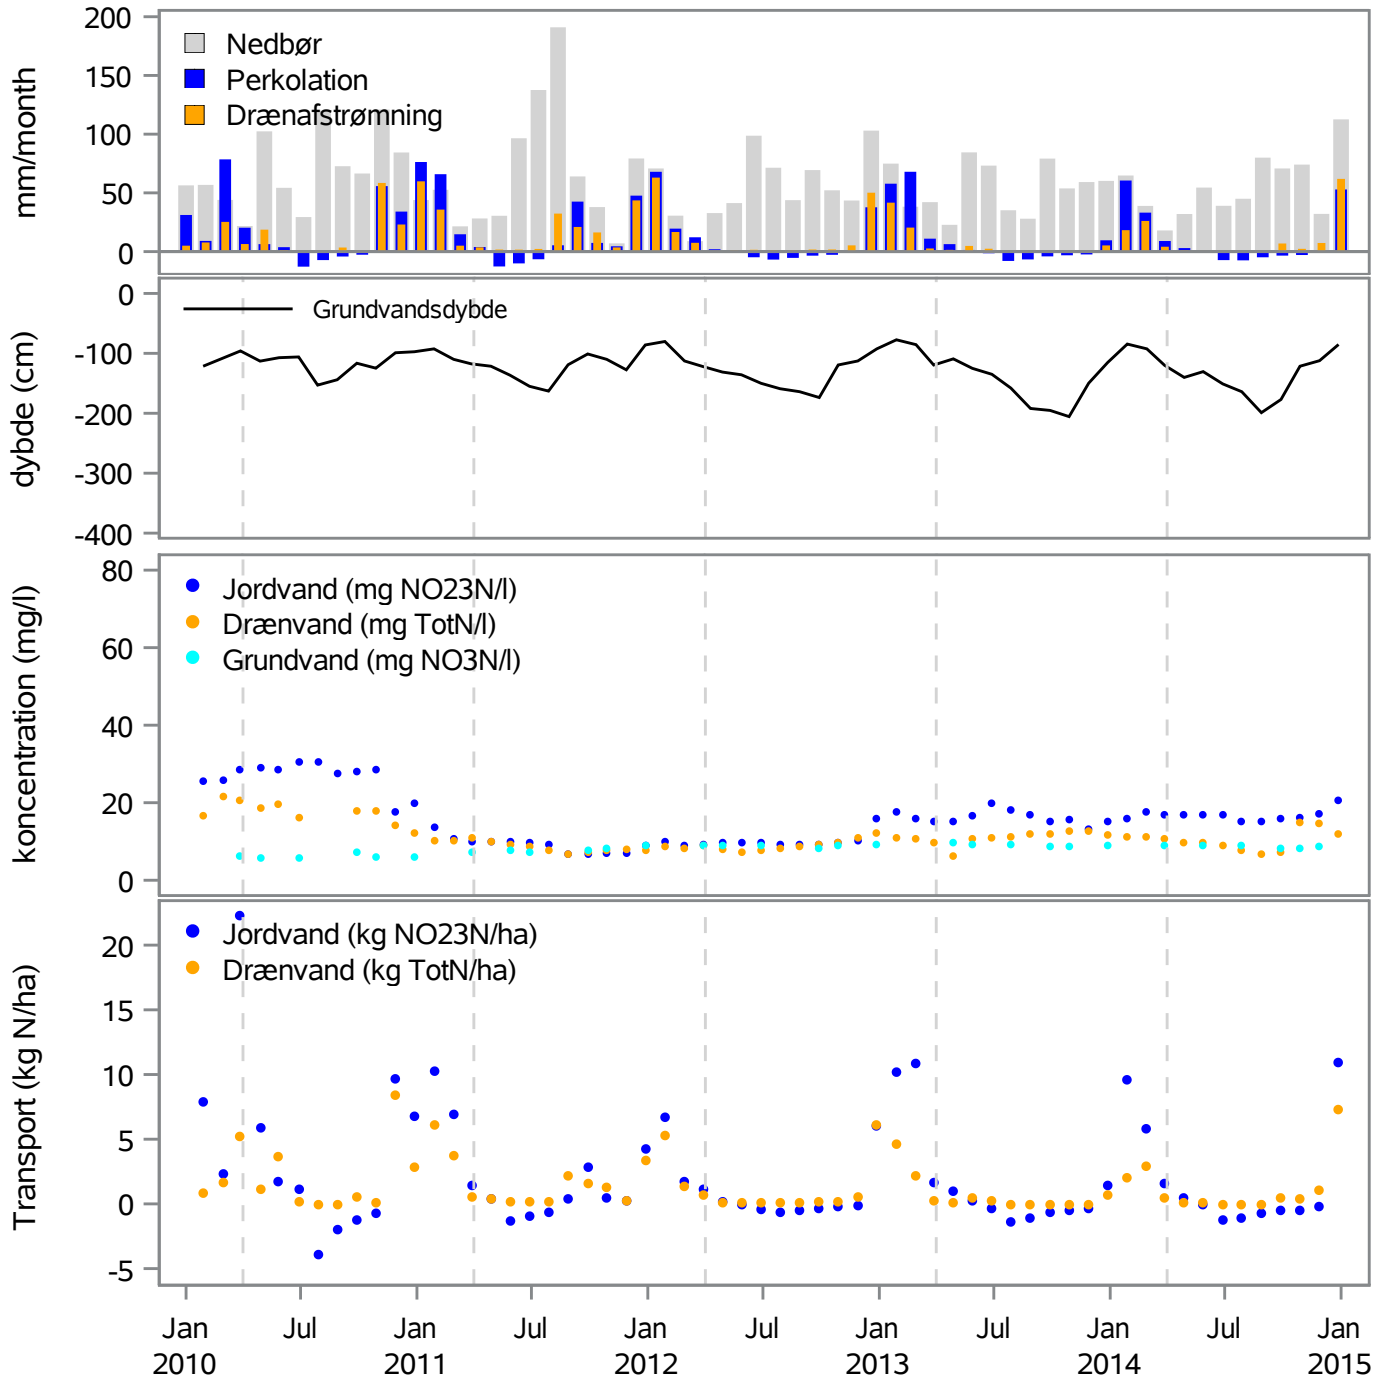 mm/month
200
150
100
50
0
Nedbør
Perkolation
Drænafstrømning
dybde (cm)
0
-100
-200
-300
-400
Grundvandsdybde
koncentration (mg/l)
80
60
40
20
0
Jordvand (mg NO23N/l)
Drænvand (mg TotN/l)
Grundvand (mg NO3N/l)
Transport (kg N/ha)
20
15
10
5
0
-5
Jordvand (kg NO23N/ha)
Drænvand (kg TotN/ha)
Jan Jul Jan Jul Jan Jul Jan Jul Jan Jul Jan
2010 2011 2012 2013 2014 2015